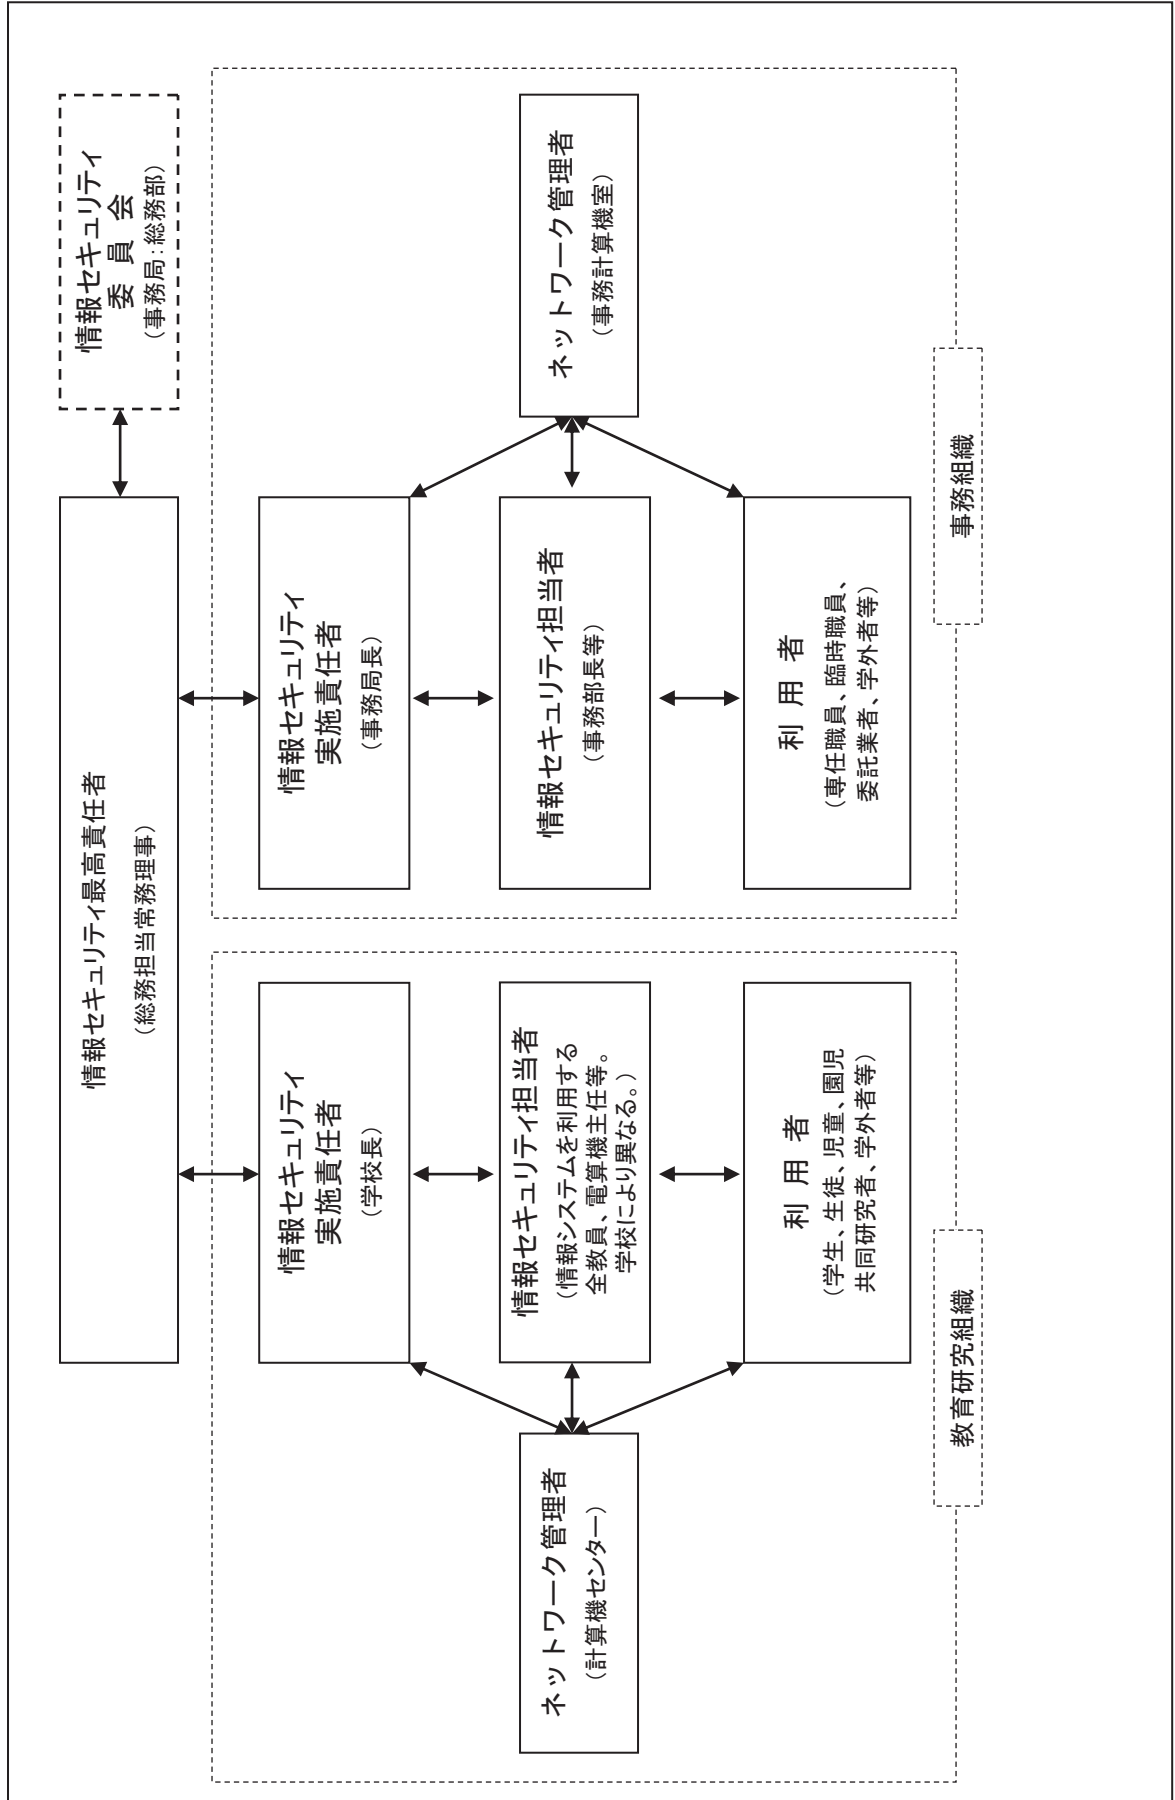 情報セキュリティ最高責任者
(総務担当常務理事)
情報セキュリティ
委員会
(事務局:総務部)
情報セキュリティ
実施責任者
(学校長)
情報セキュリティ担当者
(情報システムを利用する
全教員、電算機主任等。
学校により異なる。)
利用者
(学生、生徒、児童、園児
共同研究者、学外者等)
ネットワーク管理者
(計算機センター)
教育研究組織
情報セキュリティ
実施責任者
(事務局長)
情報セキュリティ担当者
(事務部長等)
利用者
(専任職員、臨時職員、
委託業者、学外者等)
ネットワーク管理者
(事務計算機室)
事務組織